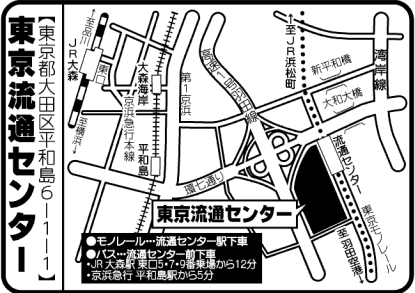 東京流通センター
【東京都大田区平和島6-1-1】
←至品川
JR大森
東口
至横浜→
大森海岸
京浜急行本線
平和島
第1京浜
高速1号羽田線
←至JR浜松町
新平和橋
大和大橋
湾岸線
環七通り
流通センター
東京モノレール
至羽田空港→
東京流通センター
●モノレール…流通センター駅下車
●バス…流通センター前下車
・JR大森駅 東口5・7・9番乗場から12分
・京浜急行 平和島駅から5分